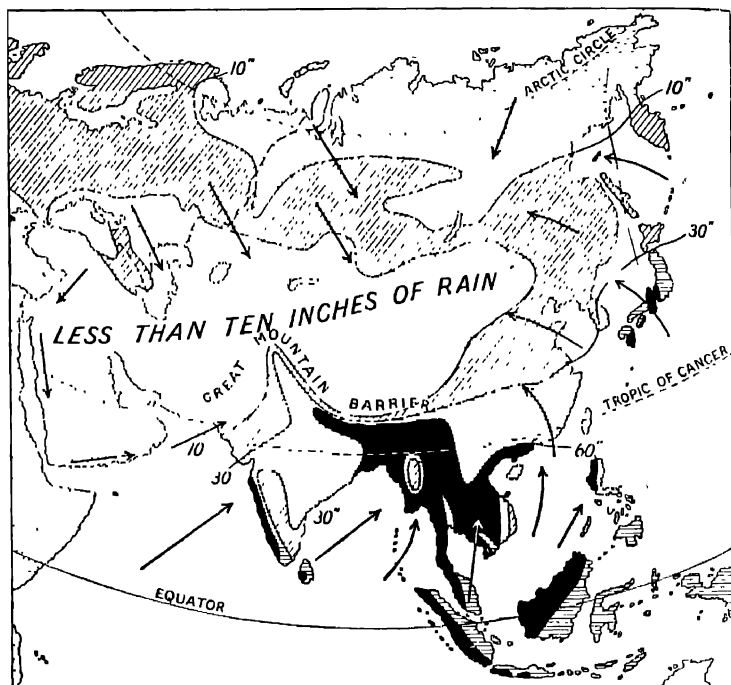 10"
ARCTIC CIRCLE
10"
30"
LESS THAN TEN INCHES OF RAIN
GREAT MOUNTAIN BARRIER
TROPIC OF CANCER
10
30
60"
30"
EQUATOR